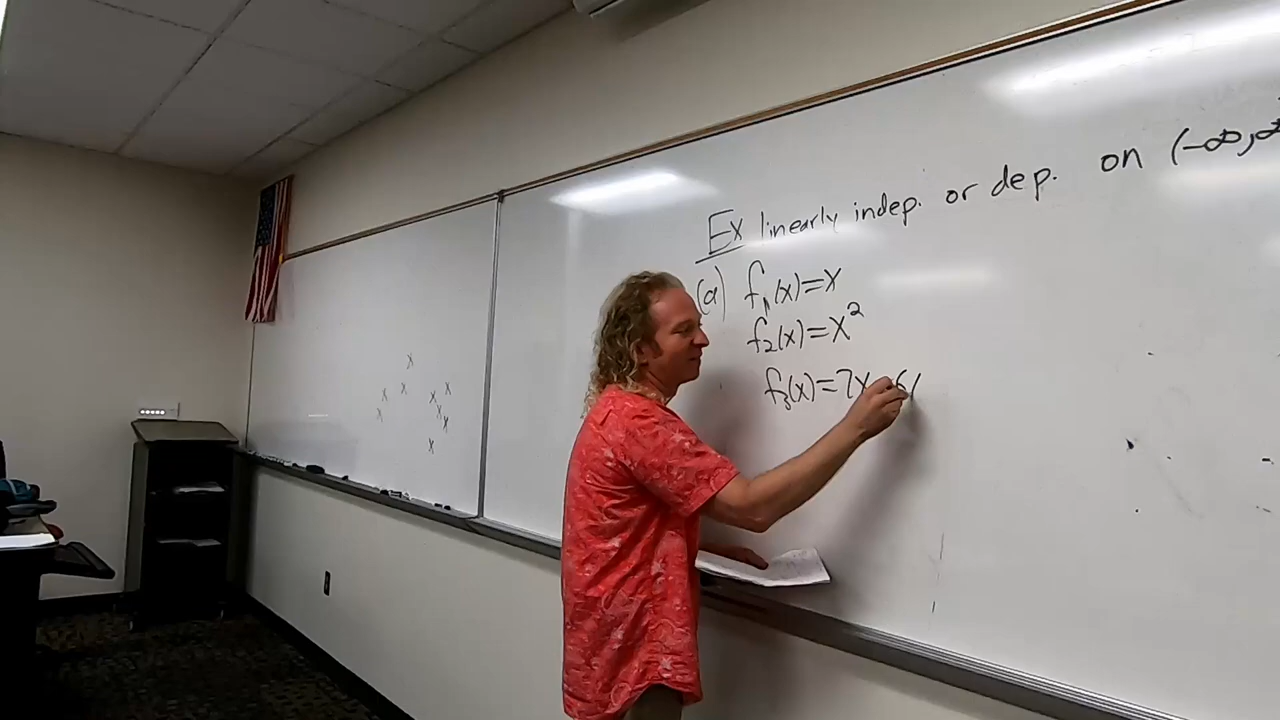 Ex linearly indep. or dep. on (-∞,∞
(a) f₁(x)=x
f₂(x)=x²
f₃(x)=7x